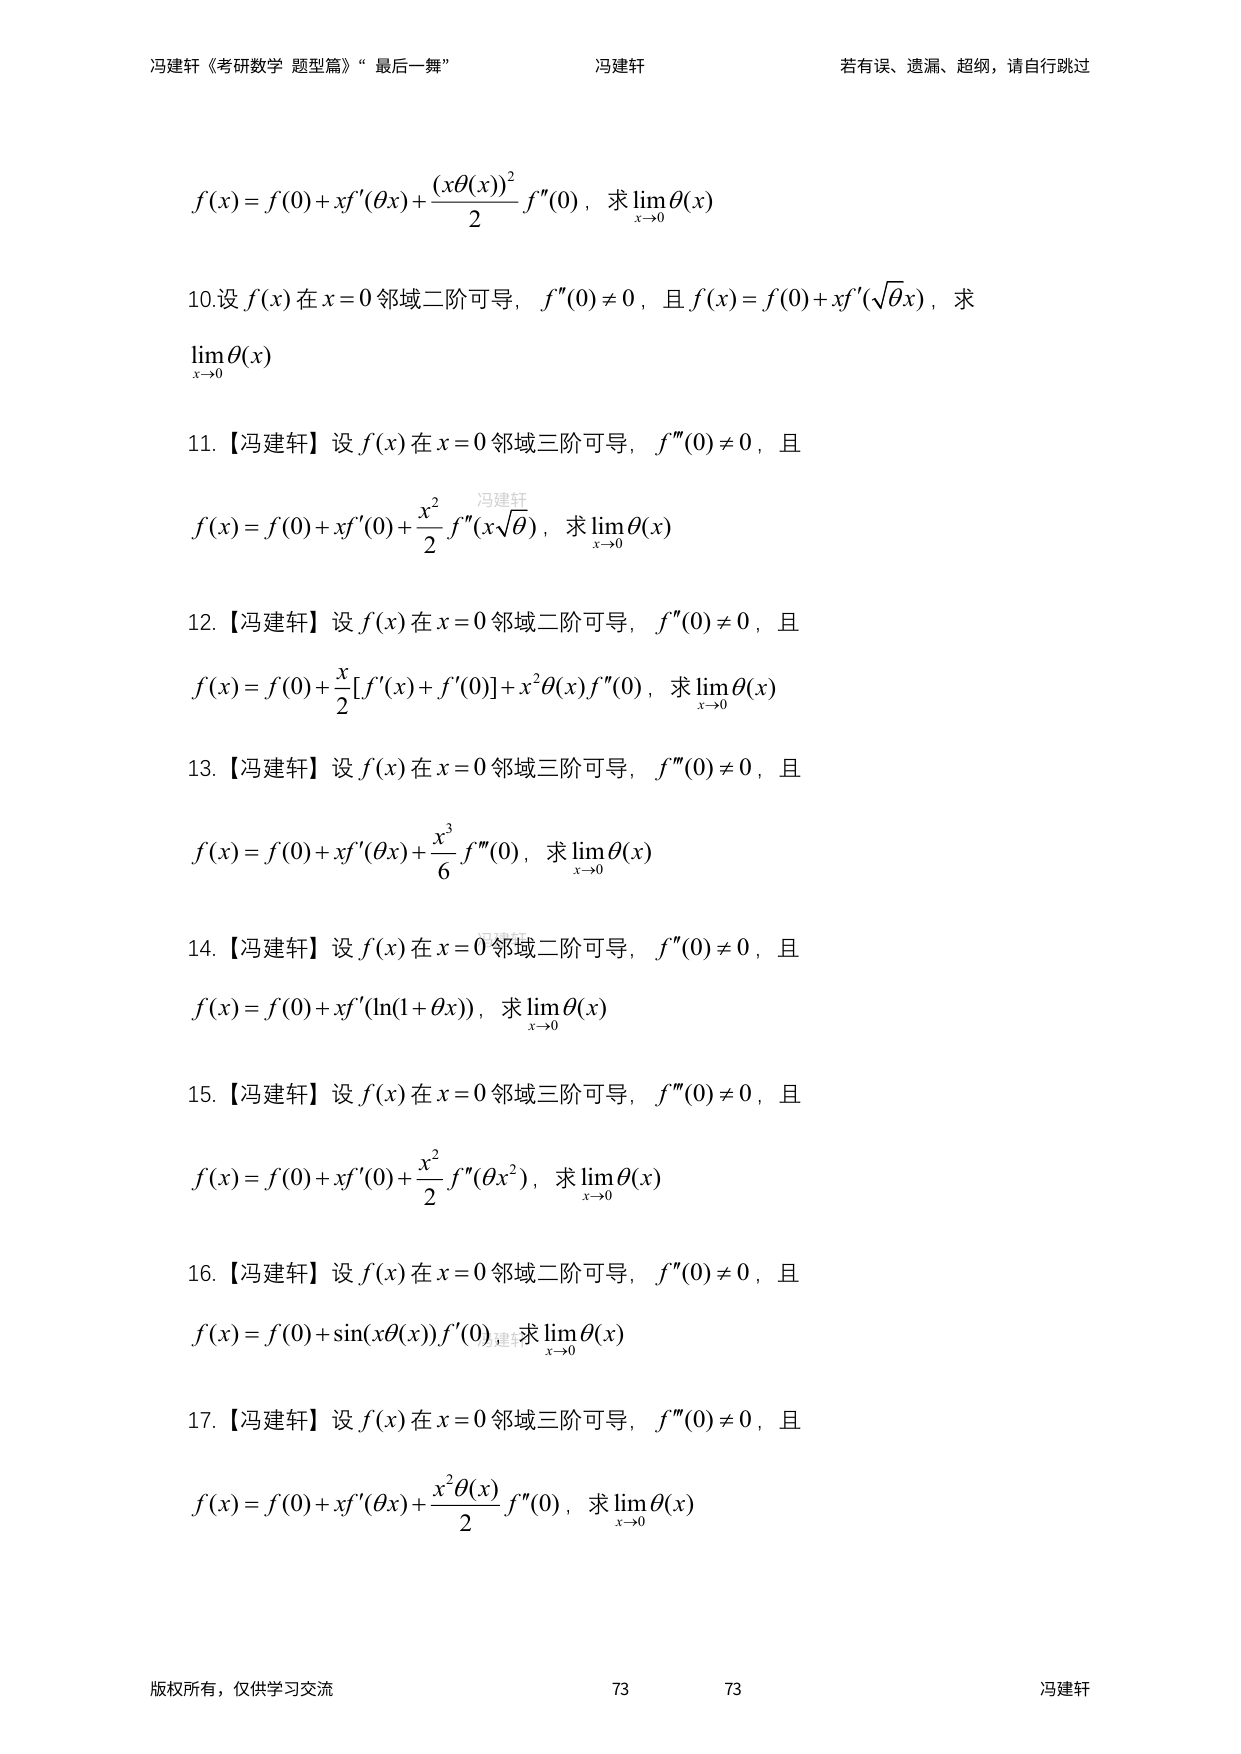 冯建轩《考研数学 题型篇》“ 最后一舞” 冯建轩 若有误、遗漏、超纲，请自行跳过
f(x) = f(0) + xf′(θx) + (xθ(x))²/2 f″(0)，求 lim_{x→0} θ(x)
10.设 f(x) 在 x = 0 邻域二阶可导， f″(0) ≠ 0，且 f(x) = f(0) + xf′(√θx)，求
lim_{x→0} θ(x)
11.【冯建轩】设 f(x) 在 x = 0 邻域三阶可导， f‴(0) ≠ 0，且
冯建轩
f(x) = f(0) + xf′(0) + x²/2 f″(x√θ)，求 lim_{x→0} θ(x)
12.【冯建轩】设 f(x) 在 x = 0 邻域二阶可导， f″(0) ≠ 0，且
f(x) = f(0) + x/2 [f′(x) + f′(0)] + x²θ(x)f″(0)，求 lim_{x→0} θ(x)
13.【冯建轩】设 f(x) 在 x = 0 邻域三阶可导， f‴(0) ≠ 0，且
f(x) = f(0) + xf′(θx) + x³/6 f‴(0)，求 lim_{x→0} θ(x)
冯建轩
14.【冯建轩】设 f(x) 在 x = 0 邻域二阶可导， f″(0) ≠ 0，且
f(x) = f(0) + xf′(ln(1 + θx))，求 lim_{x→0} θ(x)
15.【冯建轩】设 f(x) 在 x = 0 邻域三阶可导， f‴(0) ≠ 0，且
f(x) = f(0) + xf′(0) + x²/2 f″(θx²)，求 lim_{x→0} θ(x)
16.【冯建轩】设 f(x) 在 x = 0 邻域二阶可导， f″(0) ≠ 0，且
f(x) = f(0) + sin(xθ(x))f′(0)，求 lim_{x→0} θ(x)
冯建轩
17.【冯建轩】设 f(x) 在 x = 0 邻域三阶可导， f‴(0) ≠ 0，且
f(x) = f(0) + xf′(θx) + x²θ(x)/2 f″(0)，求 lim_{x→0} θ(x)
版权所有，仅供学习交流 73 73 冯建轩